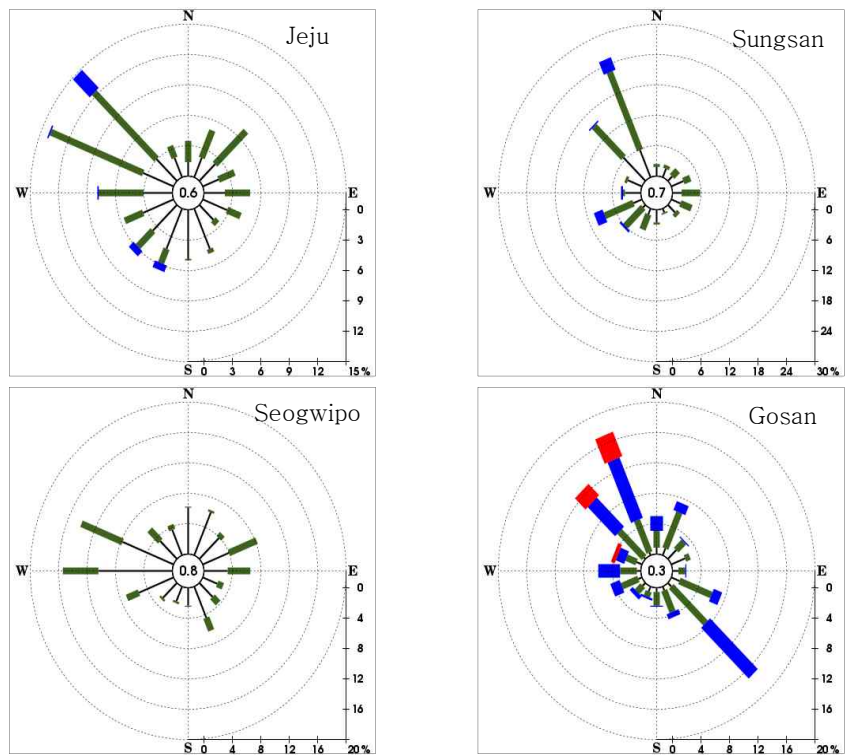 N
Jeju
W 0.6 E
0
3
6
9
12
S 0 3 6 9 12 15%
N
Sungsan
W 0.7 E
0
6
12
18
24
S 0 6 12 18 24 30%
N
Seogwipo
W 0.8 E
0
4
8
12
16
S 0 4 8 12 16 20%
N
Gosan
W 0.3 E
0
4
8
12
16
S 0 4 8 12 16 20%